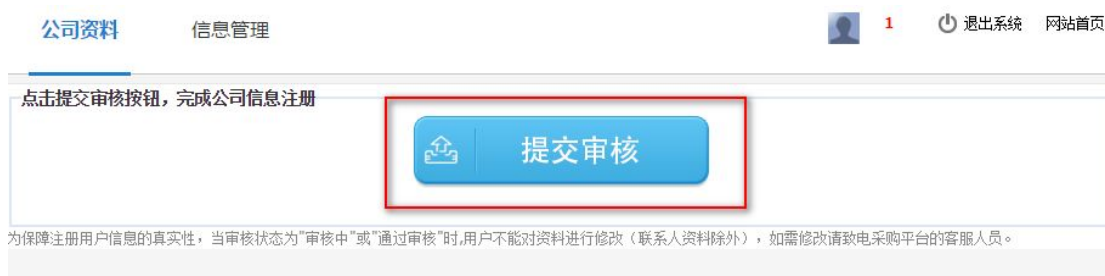 公司资料 信息管理 1 退出系统 网站首页
点击提交审核按钮，完成公司信息注册
提交审核
为保障注册用户信息的真实性，当审核状态为"审核中"或"通过审核"时,用户不能对资料进行修改（联系人资料除外），如需修改请致电采购平台的客服人员。